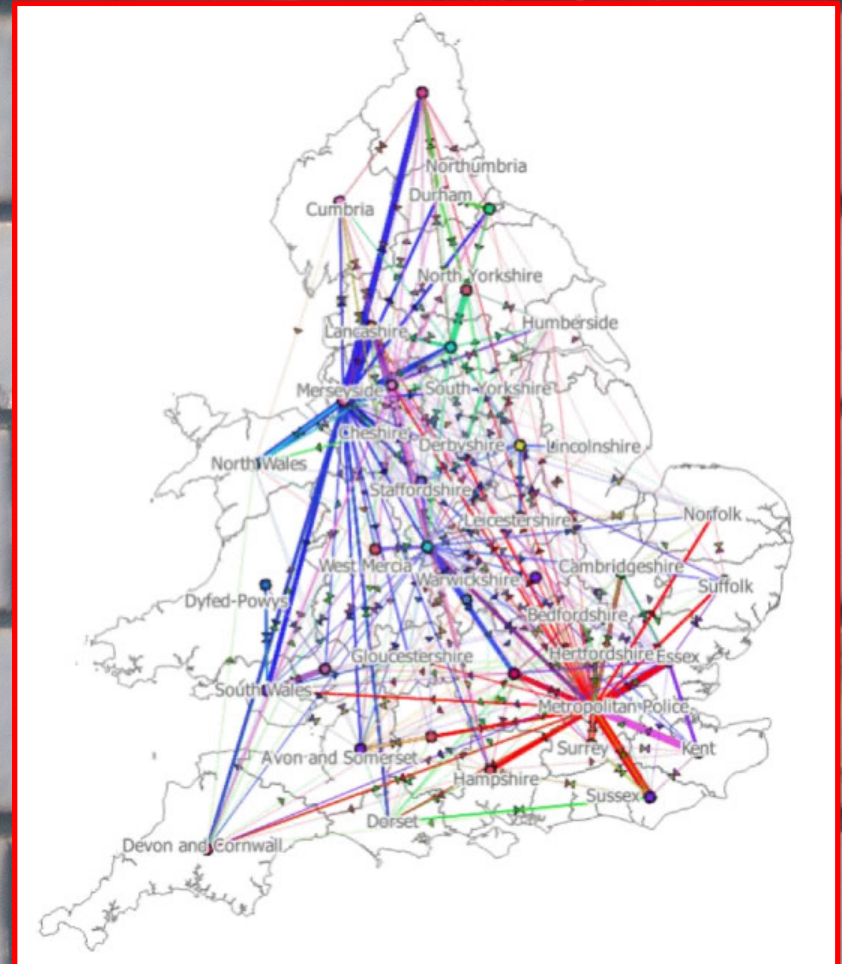 Northumbria
Durham
Cumbria
North Yorkshire
Humberside
Lancashire
Merseyside
South Yorkshire
Cheshire
Derbyshire
Lincolnshire
North Wales
Staffordshire
Leicestershire
Norfolk
West Mercia
Cambridgeshire
Warwickshire
Suffolk
Dyfed-Powys
Bedfordshire
Gloucestershire
Hertfordshire
Essex
South Wales
Metropolitan Police
Avon and Somerset
Surrey
Kent
Hampshire
Sussex
Dorset
Devon and Cornwall